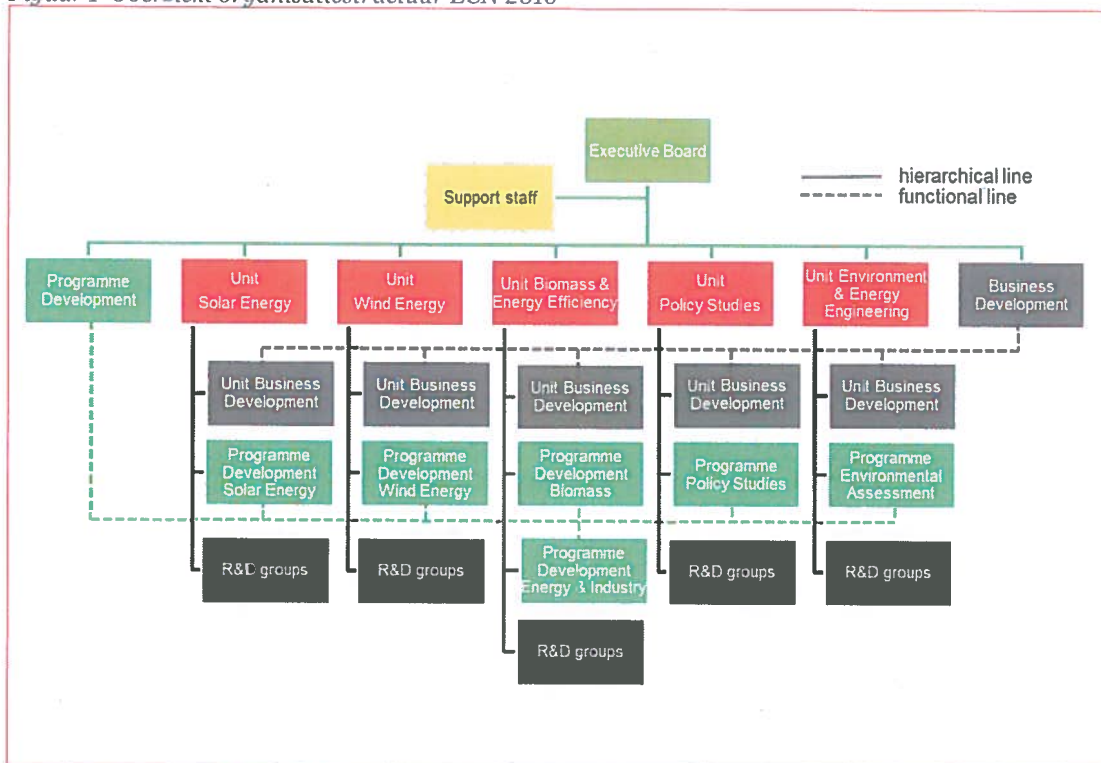 Executive Board
Support staff
hierarchical line
functional line
Programme
Development
Unit
Solar Energy
Unit
Wind Energy
Unit Biomass &
Energy Efficiency
Unit
Policy Studies
Unit Environment
& Energy
Engineering
Business
Development
Unit Business
Development
Unit Business
Development
Unit Business
Development
Unit Business
Development
Unit Business
Development
Programme
Development
Solar Energy
Programme
Development
Wind Energy
Programme
Development
Biomass
Programme
Policy Studies
Programme
Environmental
Assessment
R&D groups
R&D groups
Programme
Development
Energy & Industry
R&D groups
R&D groups
R&D groups